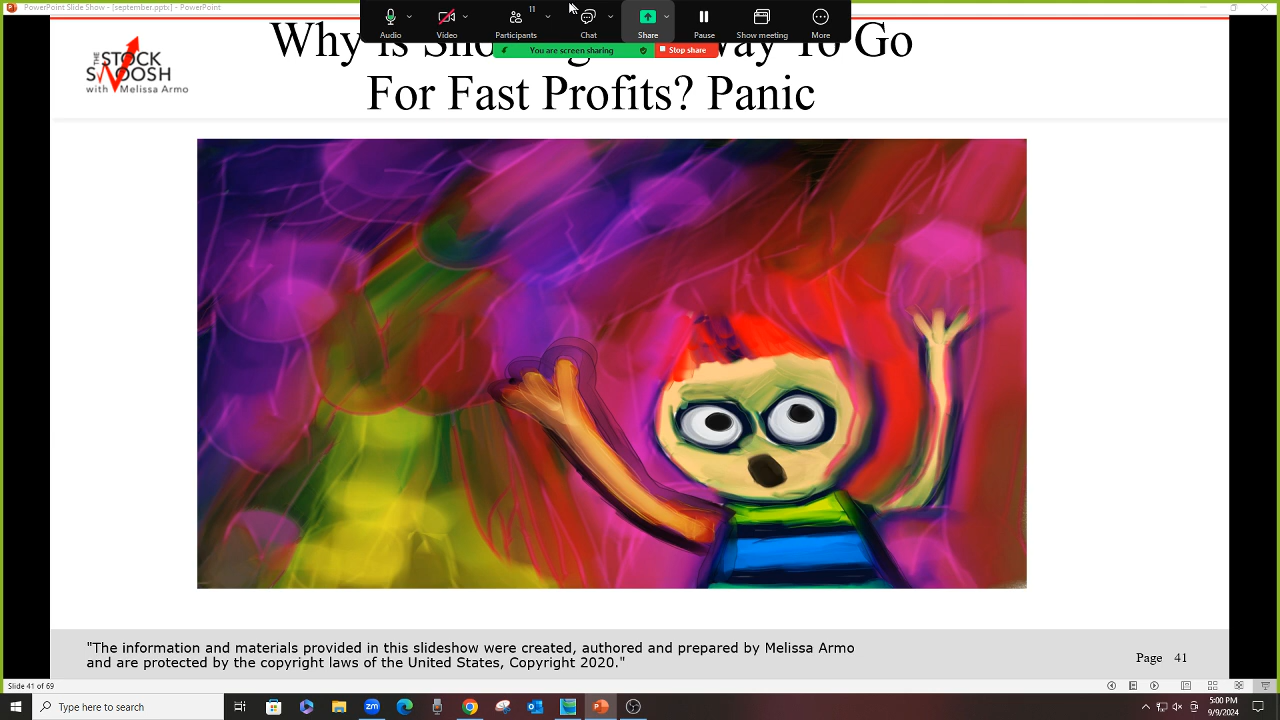 PowerPoint Slide Show - [september.pptx] - PowerPoint
11
Audio
Video
Participants
Chat
Share
Pause
Show meeting
More
You are screen sharing
Stop share
Why Is To Go
For Fast Profits? Panic
THE STOCK
SWOOSH
with Melissa Armo
"The information and materials provided in this slideshow were created, authored and prepared by Melissa Armo
and are protected by the copyright laws of the United States, Copyright 2020."
Page 41
Slide 41 of 69
Type here to search
5:00 PM
9/9/2024